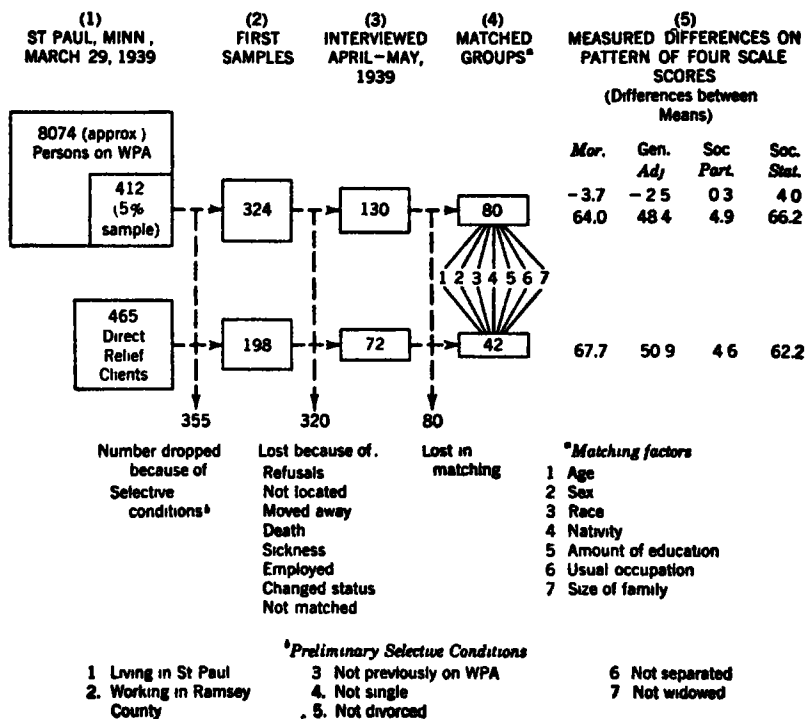 (1)
ST PAUL, MINN ,
MARCH 29, 1939
(2)
FIRST
SAMPLES
(3)
INTERVIEWED
APRIL–MAY,
1939
(4)
MATCHED
GROUPSª
(5)
MEASURED DIFFERENCES ON
PATTERN OF FOUR SCALE
SCORES
(Differences between
Means)
8074 (approx )
Persons on WPA
412
(5%
sample)
324
130
80
Mor. Gen. Soc Soc.
Adj Part. Stat.
−3.7 −2 5 0 3 4 0
64.0 48 4 4.9 66.2
1 2 3 4 5 6 7
465
Direct
Relief
Clients
198
72
42
67.7 50 9 4 6 62.2
355
320
80
Number dropped
because of
Selective
conditionsᵇ
Lost because of.
Refusals
Not located
Moved away
Death
Sickness
Employed
Changed status
Not matched
Lost in
matching
ªMatching factors
1 Age
2 Sex
3 Race
4 Nativity
5 Amount of education
6 Usual occupation
7 Size of family
ᵇPreliminary Selective Conditions
1 Living in St Paul
2. Working in Ramsey
County
3 Not previously on WPA
4. Not single
. 5. Not divorced
6 Not separated
7 Not widowed